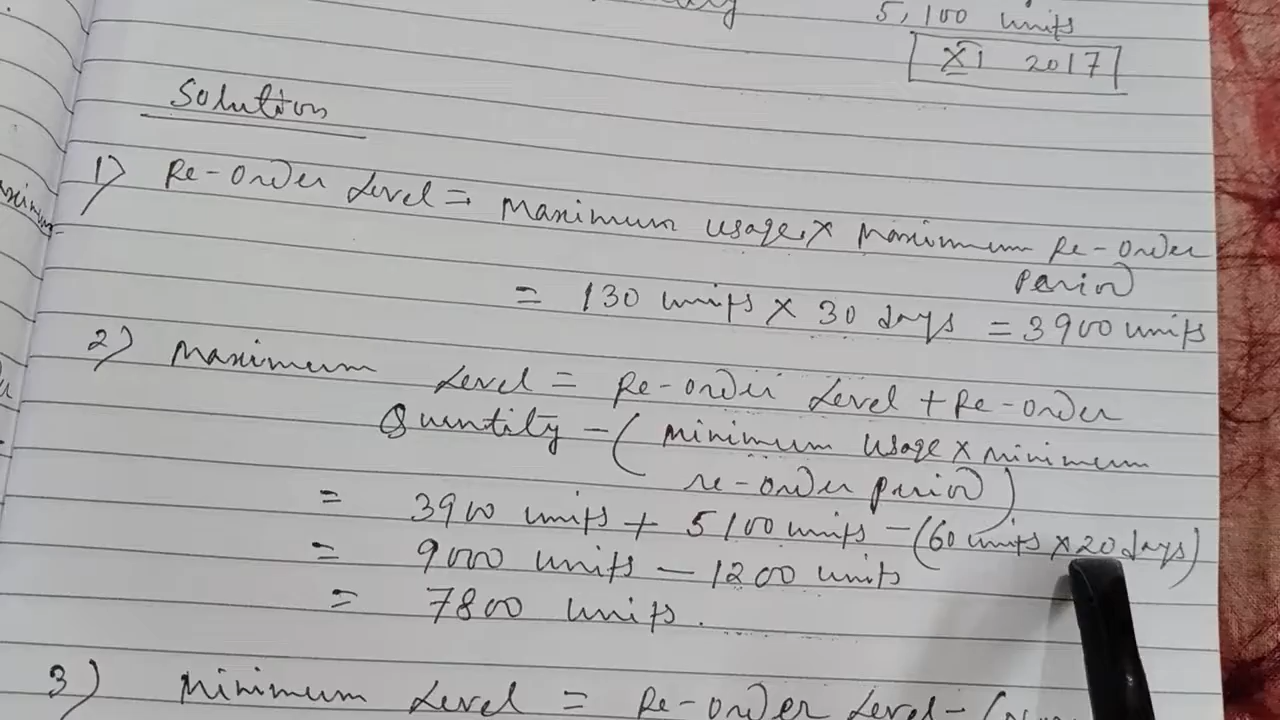 5,100 units
XI 2017
Solution
1) Re-order Level = Maximum usage x Maximum Re-order
Period
= 130 units x 30 days = 3900 units
2) Maximum Level = Re-order Level + Re-order
Quantity - ( Minimum usage x Minimum
re-order period )
= 3900 units + 5100 units - (60 units x 20 days)
= 9000 units - 1200 units
= 7800 units.
3) Minimum Level = Re-order Level - (